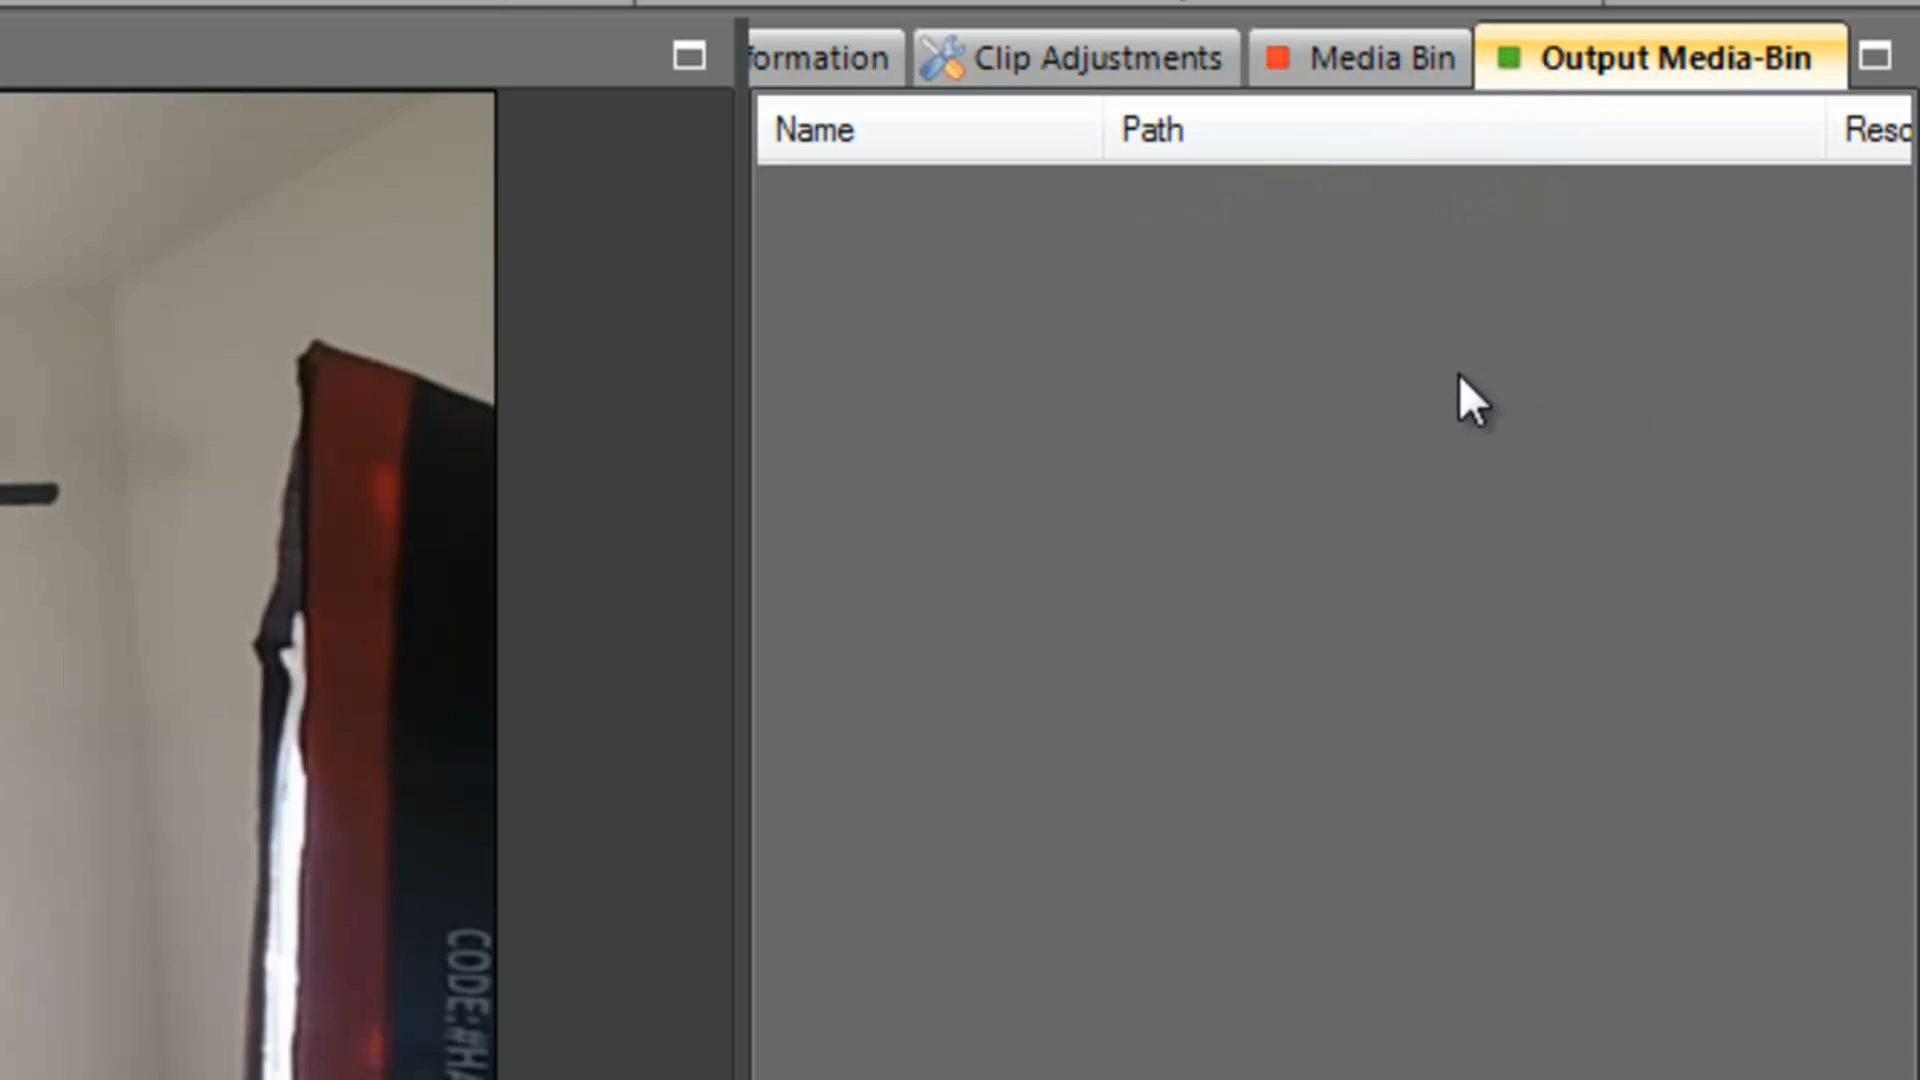 formation
Clip Adjustments
Media Bin
Output Media-Bin
Name
Path
Reso
CODE:#HA